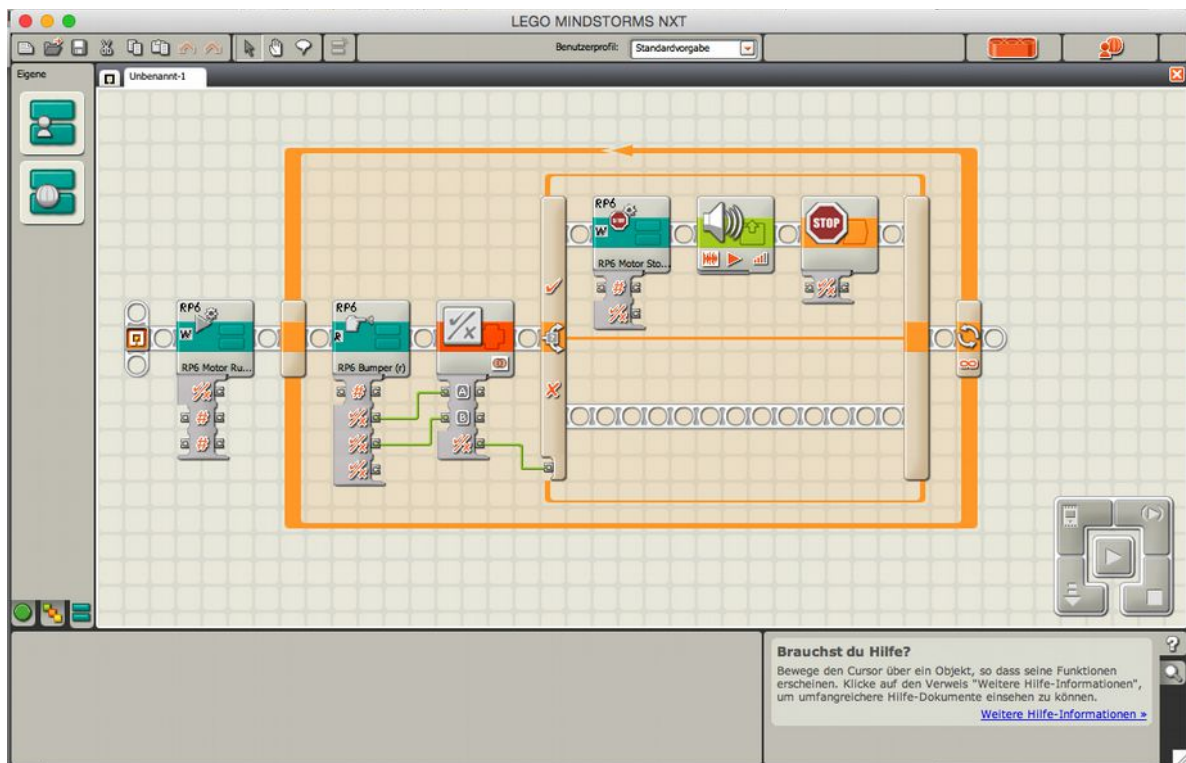 LEGO MINDSTORMS NXT
Benutzerprofil: Standardvorgabe
Eigene
Unbenannt-1
RP6
W
RP6 Motor Sto...
STOP
STOP
RP6
W
RP6 Motor Ru...
RP6
R
RP6 Bumper (r)
A
B
Brauchst du Hilfe?
Bewege den Cursor über ein Objekt, so dass seine Funktionen
erscheinen. Klicke auf den Verweis "Weitere Hilfe-Informationen",
um umfangreichere Hilfe-Dokumente einsehen zu können.
Weitere Hilfe-Informationen »